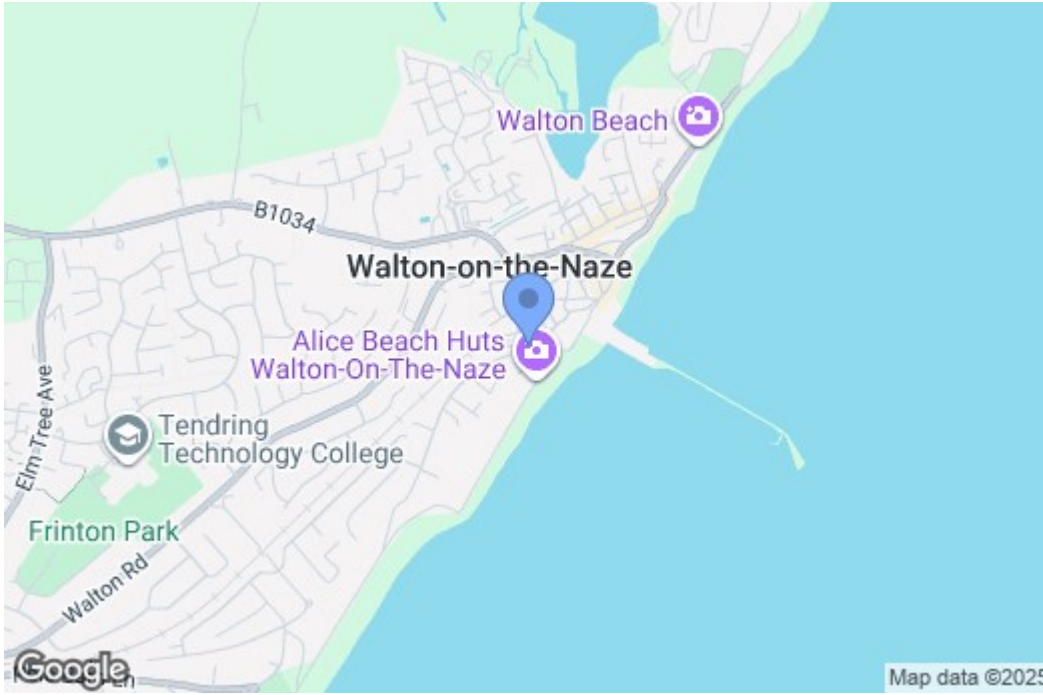 Walton Beach
B1034
Walton-on-the-Naze
Alice Beach Huts
Walton-On-The-Naze
Elm Tree Ave
Tendring
Technology College
Frinton Park
Walton Rd
Google
Ln
Map data ©2025